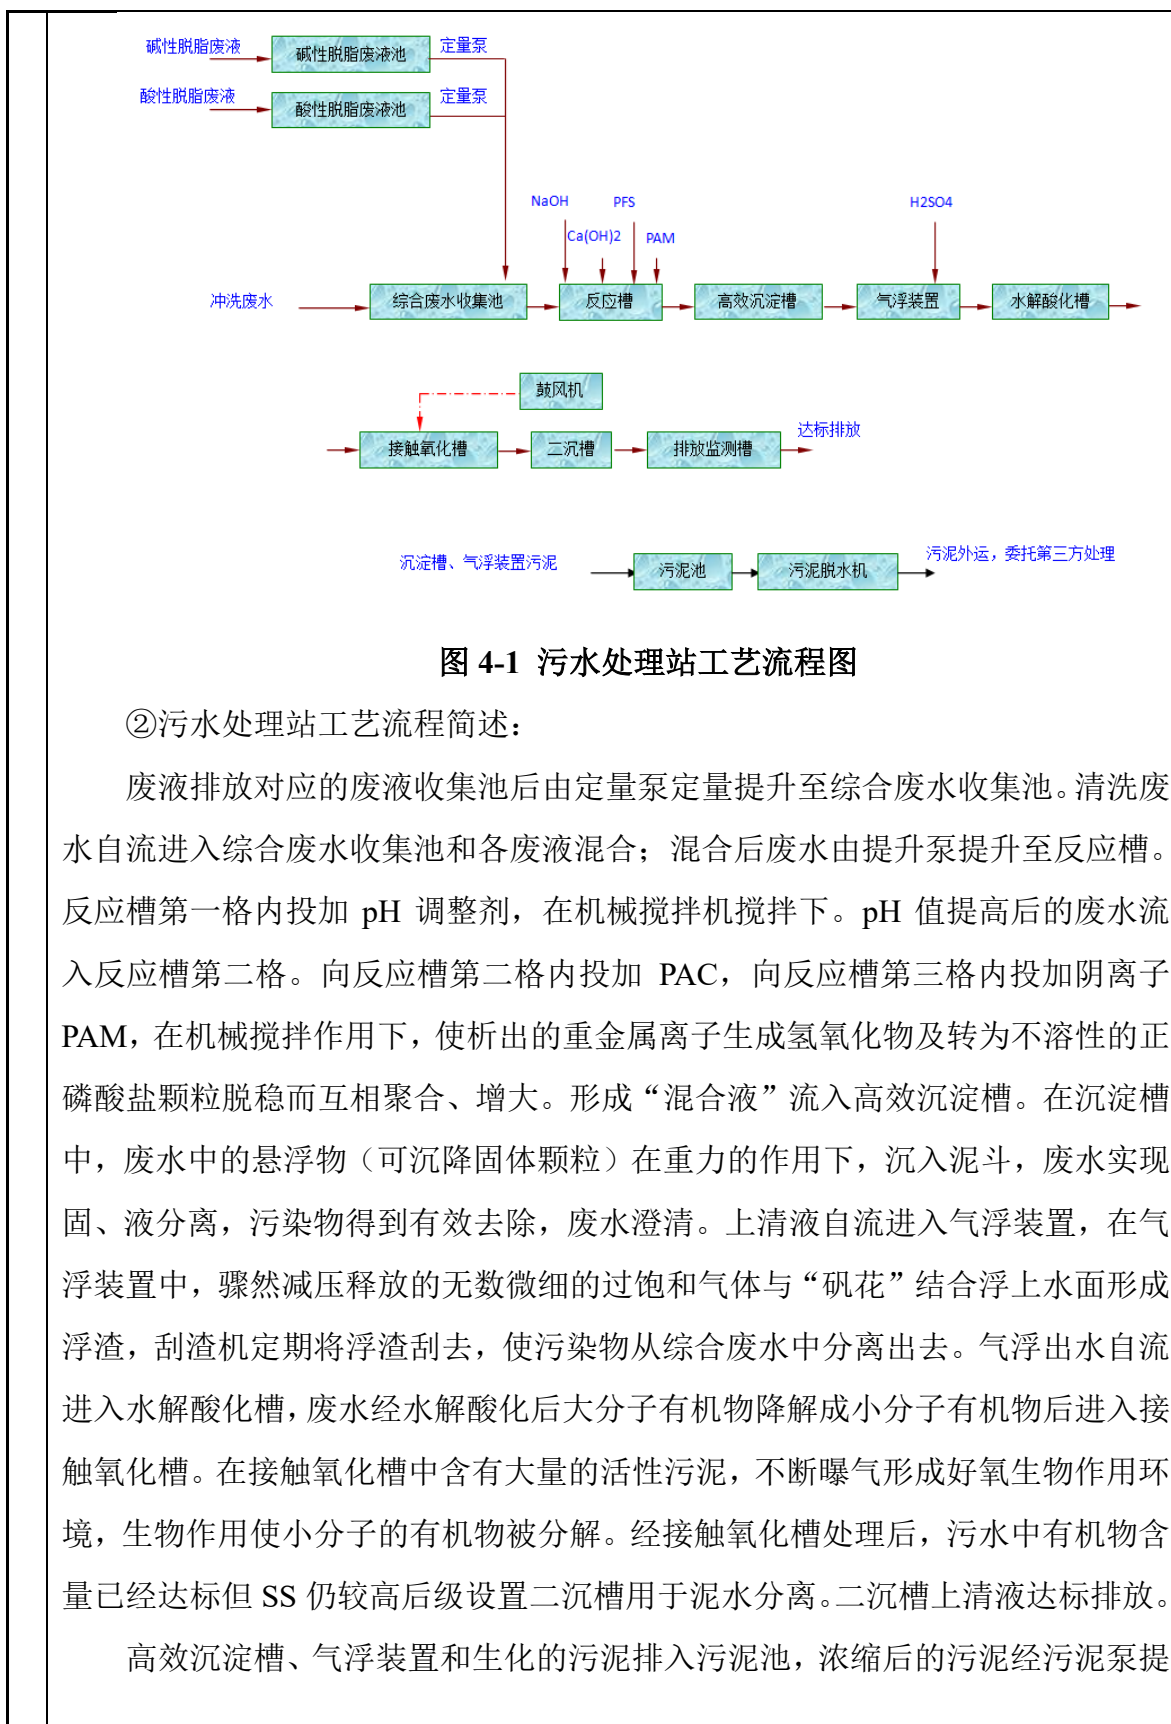 碱性脱脂废液
碱性脱脂废液池
定量泵
酸性脱脂废液
酸性脱脂废液池
定量泵
NaOH
PFS
H2SO4
Ca(OH)2
PAM
冲洗废水
综合废水收集池
反应槽
高效沉淀槽
气浮装置
水解酸化槽
鼓风机
接触氧化槽
二沉槽
排放监测槽
达标排放
沉淀槽、气浮装置污泥
污泥池
污泥脱水机
污泥外运，委托第三方处理
图 4-1 污水处理站工艺流程图
②污水处理站工艺流程简述：
废液排放对应的废液收集池后由定量泵定量提升至综合废水收集池。清洗废
水自流进入综合废水收集池和各废液混合；混合后废水由提升泵提升至反应槽。
反应槽第一格内投加 pH 调整剂，在机械搅拌机搅拌下。pH 值提高后的废水流
入反应槽第二格。向反应槽第二格内投加 PAC，向反应槽第三格内投加阴离子
PAM，在机械搅拌作用下，使析出的重金属离子生成氢氧化物及转为不溶性的正
磷酸盐颗粒脱稳而互相聚合、增大。形成“混合液”流入高效沉淀槽。在沉淀槽
中，废水中的悬浮物（可沉降固体颗粒）在重力的作用下，沉入泥斗，废水实现
固、液分离，污染物得到有效去除，废水澄清。上清液自流进入气浮装置，在气
浮装置中，骤然减压释放的无数微细的过饱和气体与“矾花”结合浮上水面形成
浮渣，刮渣机定期将浮渣刮去，使污染物从综合废水中分离出去。气浮出水自流
进入水解酸化槽，废水经水解酸化后大分子有机物降解成小分子有机物后进入接
触氧化槽。在接触氧化槽中含有大量的活性污泥，不断曝气形成好氧生物作用环
境，生物作用使小分子的有机物被分解。经接触氧化槽处理后，污水中有机物含
量已经达标但 SS 仍较高后级设置二沉槽用于泥水分离。二沉槽上清液达标排放。
高效沉淀槽、气浮装置和生化的污泥排入污泥池，浓缩后的污泥经污泥泵提